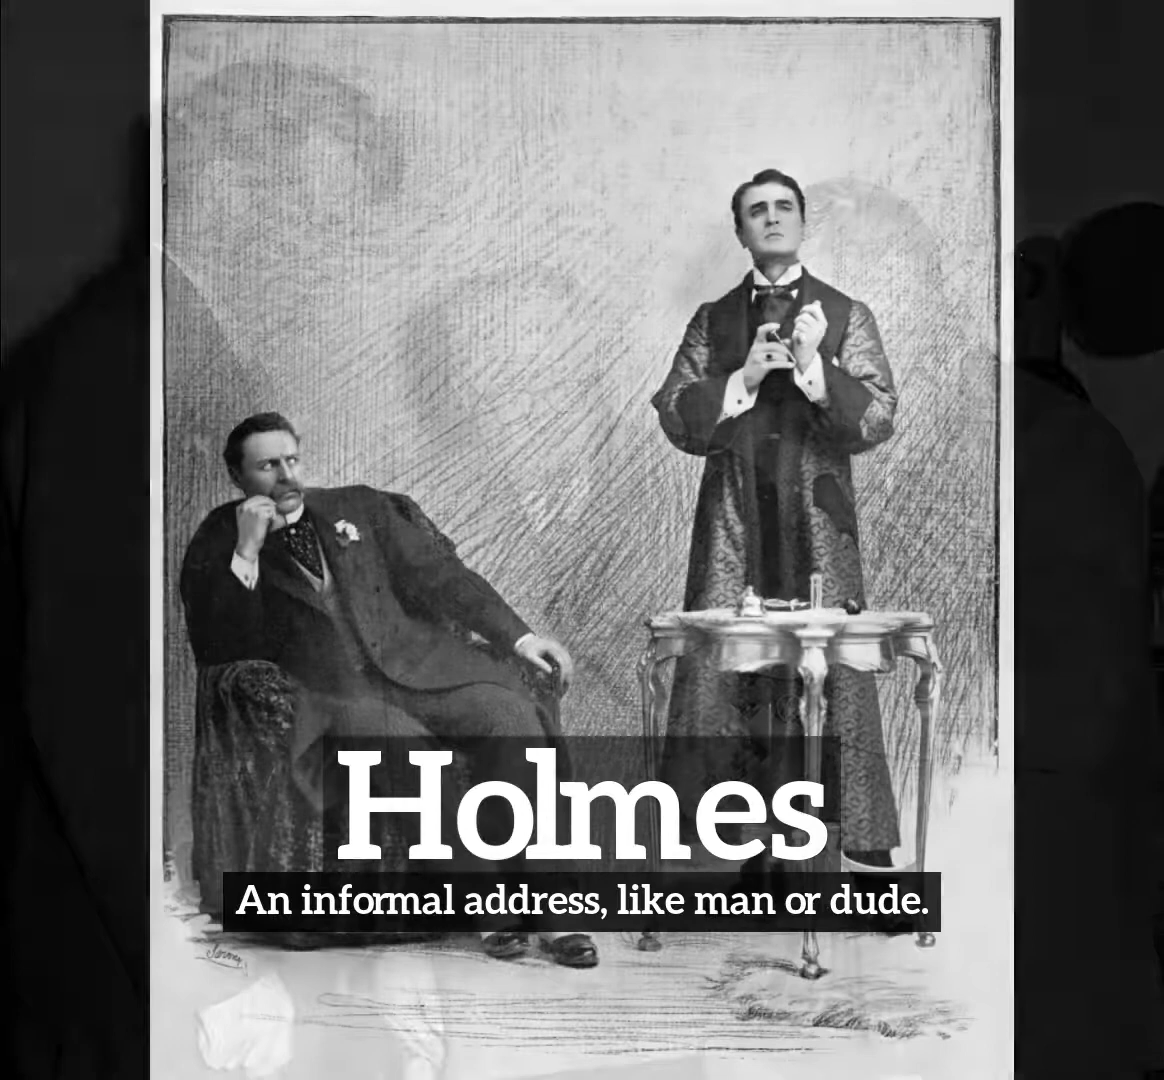 Holmes
An informal address, like man or dude.